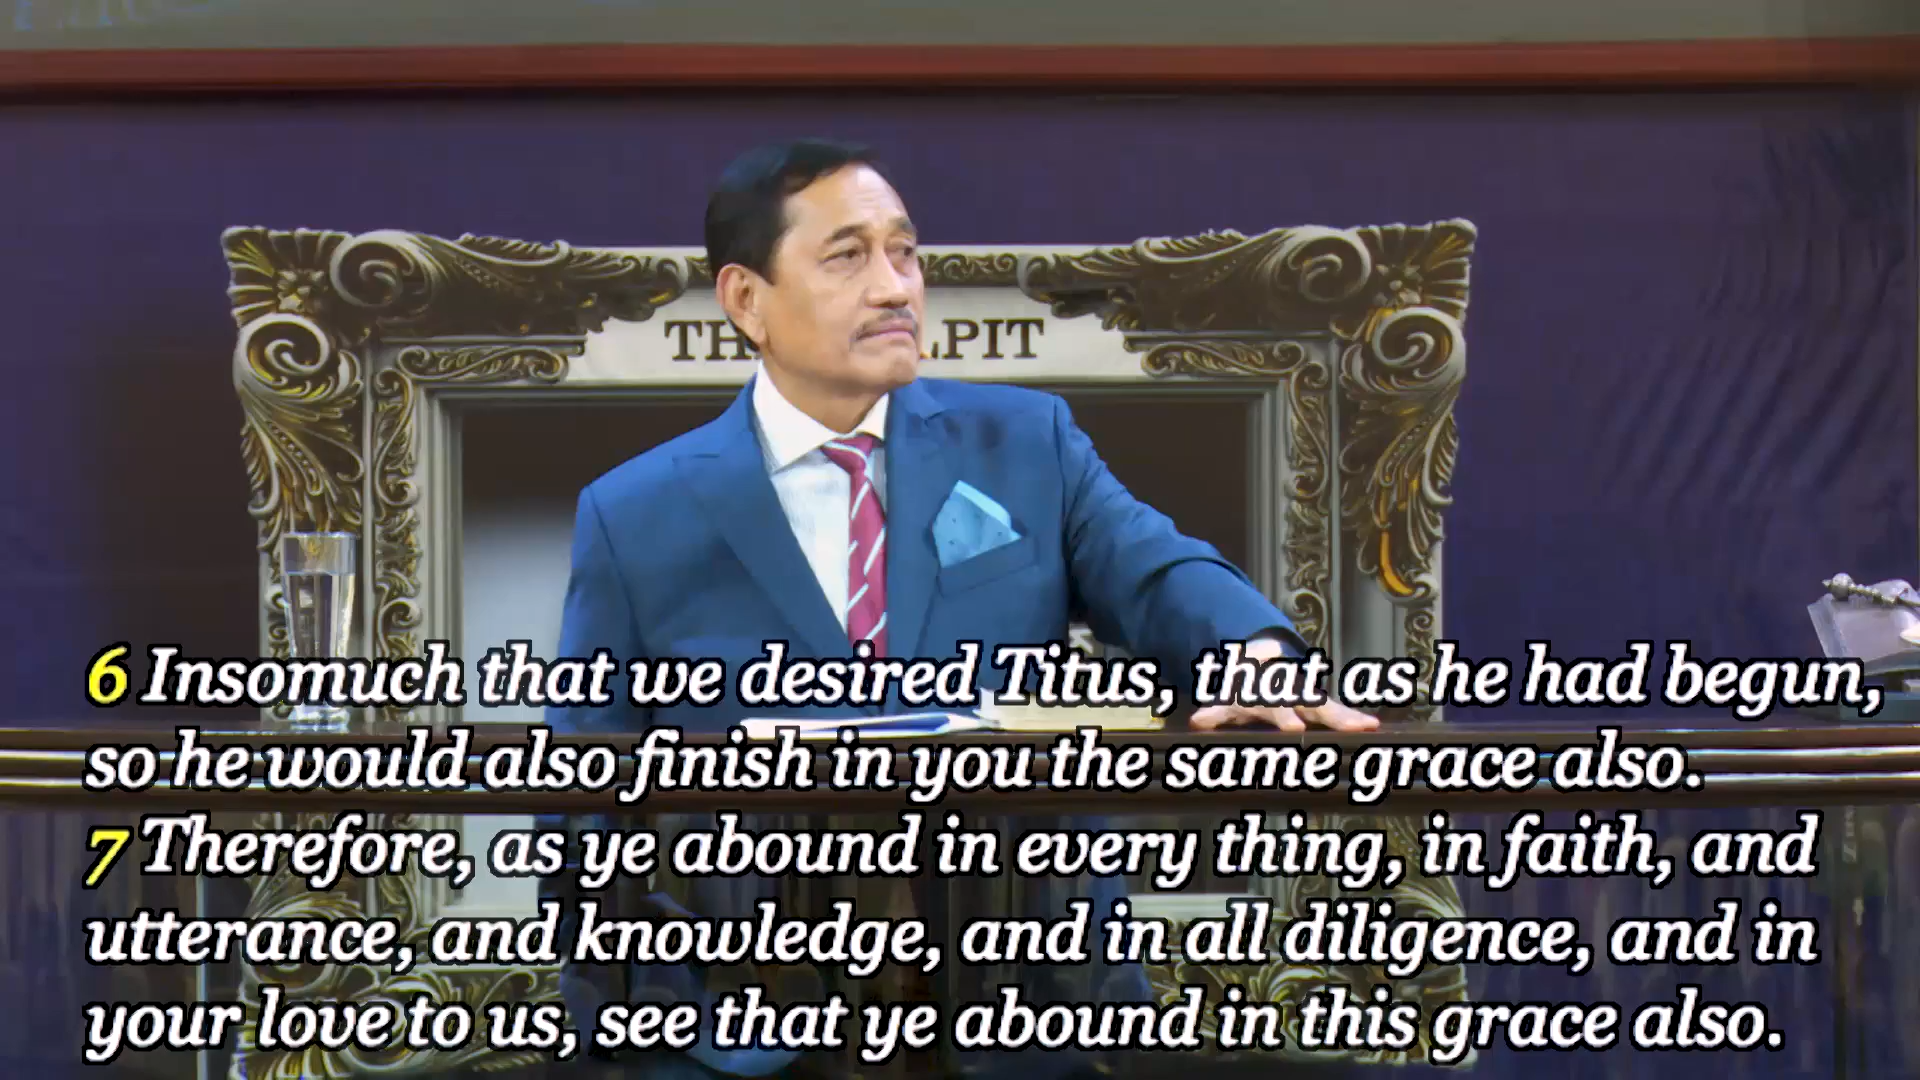 TH LPIT
6 Insomuch that we desired Titus, that as he had begun,
so he would also finish in you the same grace also.
7 Therefore, as ye abound in every thing, in faith, and
utterance, and knowledge, and in all diligence, and in
your love to us, see that ye abound in this grace also.